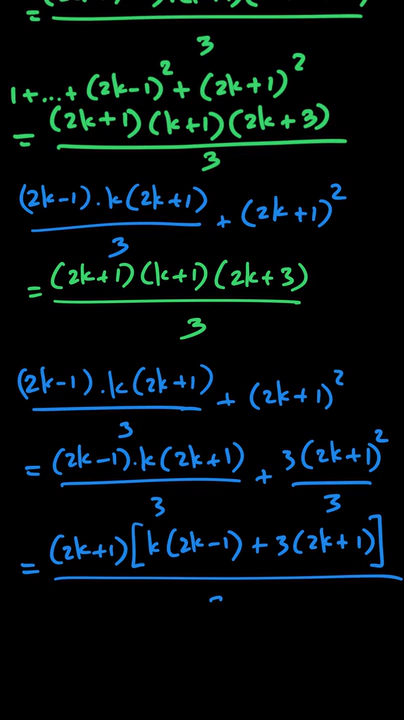 3
1+...+(2k-1)²+(2k+1)²
= (2k+1)(k+1)(2k+3)
3
(2k-1).k(2k+1) + (2k+1)²
3
= (2k+1)(k+1)(2k+3)
3
(2k-1).k(2k+1) + (2k+1)²
3
= (2k-1).k(2k+1) + 3(2k+1)²
3 3
= (2k+1)[k(2k-1)+3(2k+1)]